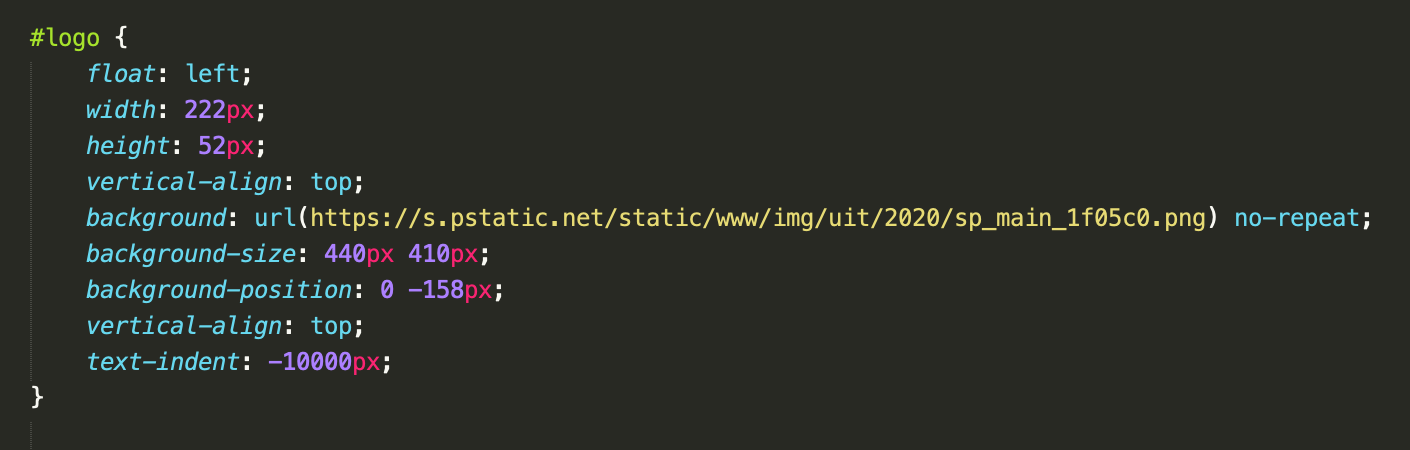 #logo {
    float: left;
    width: 222px;
    height: 52px;
    vertical-align: top;
    background: url(https://s.pstatic.net/static/www/img/uit/2020/sp_main_1f05c0.png) no-repeat;
    background-size: 440px 410px;
    background-position: 0 -158px;
    vertical-align: top;
    text-indent: -10000px;
}